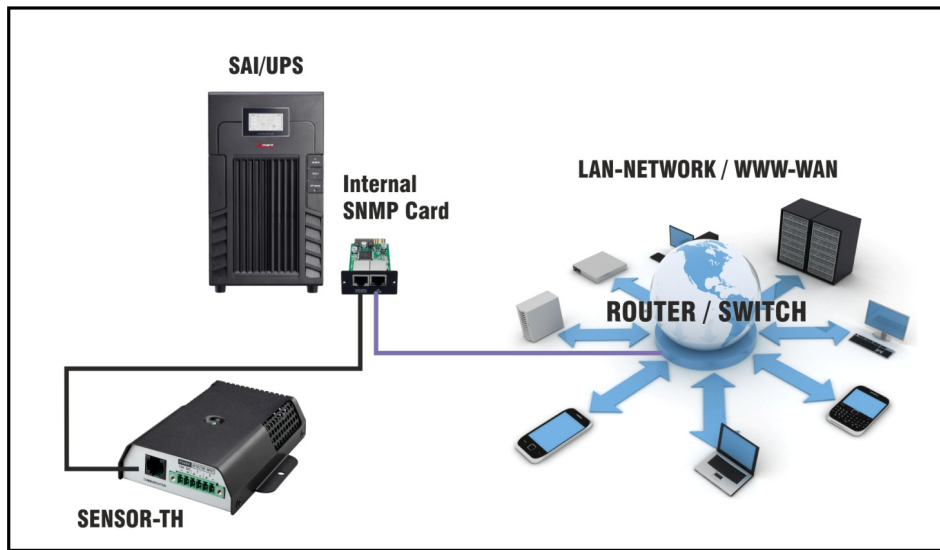 SAI/UPS
Internal
SNMP Card
LAN-NETWORK / WWW-WAN
ROUTER / SWITCH
SENSOR-TH